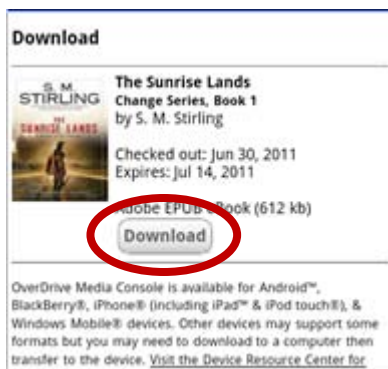 Download
S. M.
STIRLING
THE
SUNRISE LANDS
The Sunrise Lands
Change Series, Book 1
by S. M. Stirling
Checked out: Jun 30, 2011
Expires: Jul 14, 2011
Adobe EPUB eBook (612 kb)
Download
OverDrive Media Console is available for Android™,
BlackBerry®, iPhone® (including iPad™ & iPod touch®), &
Windows Mobile® devices. Other devices may support some
formats but you may need to download to a computer then
transfer to the device. Visit the Device Resource Center for